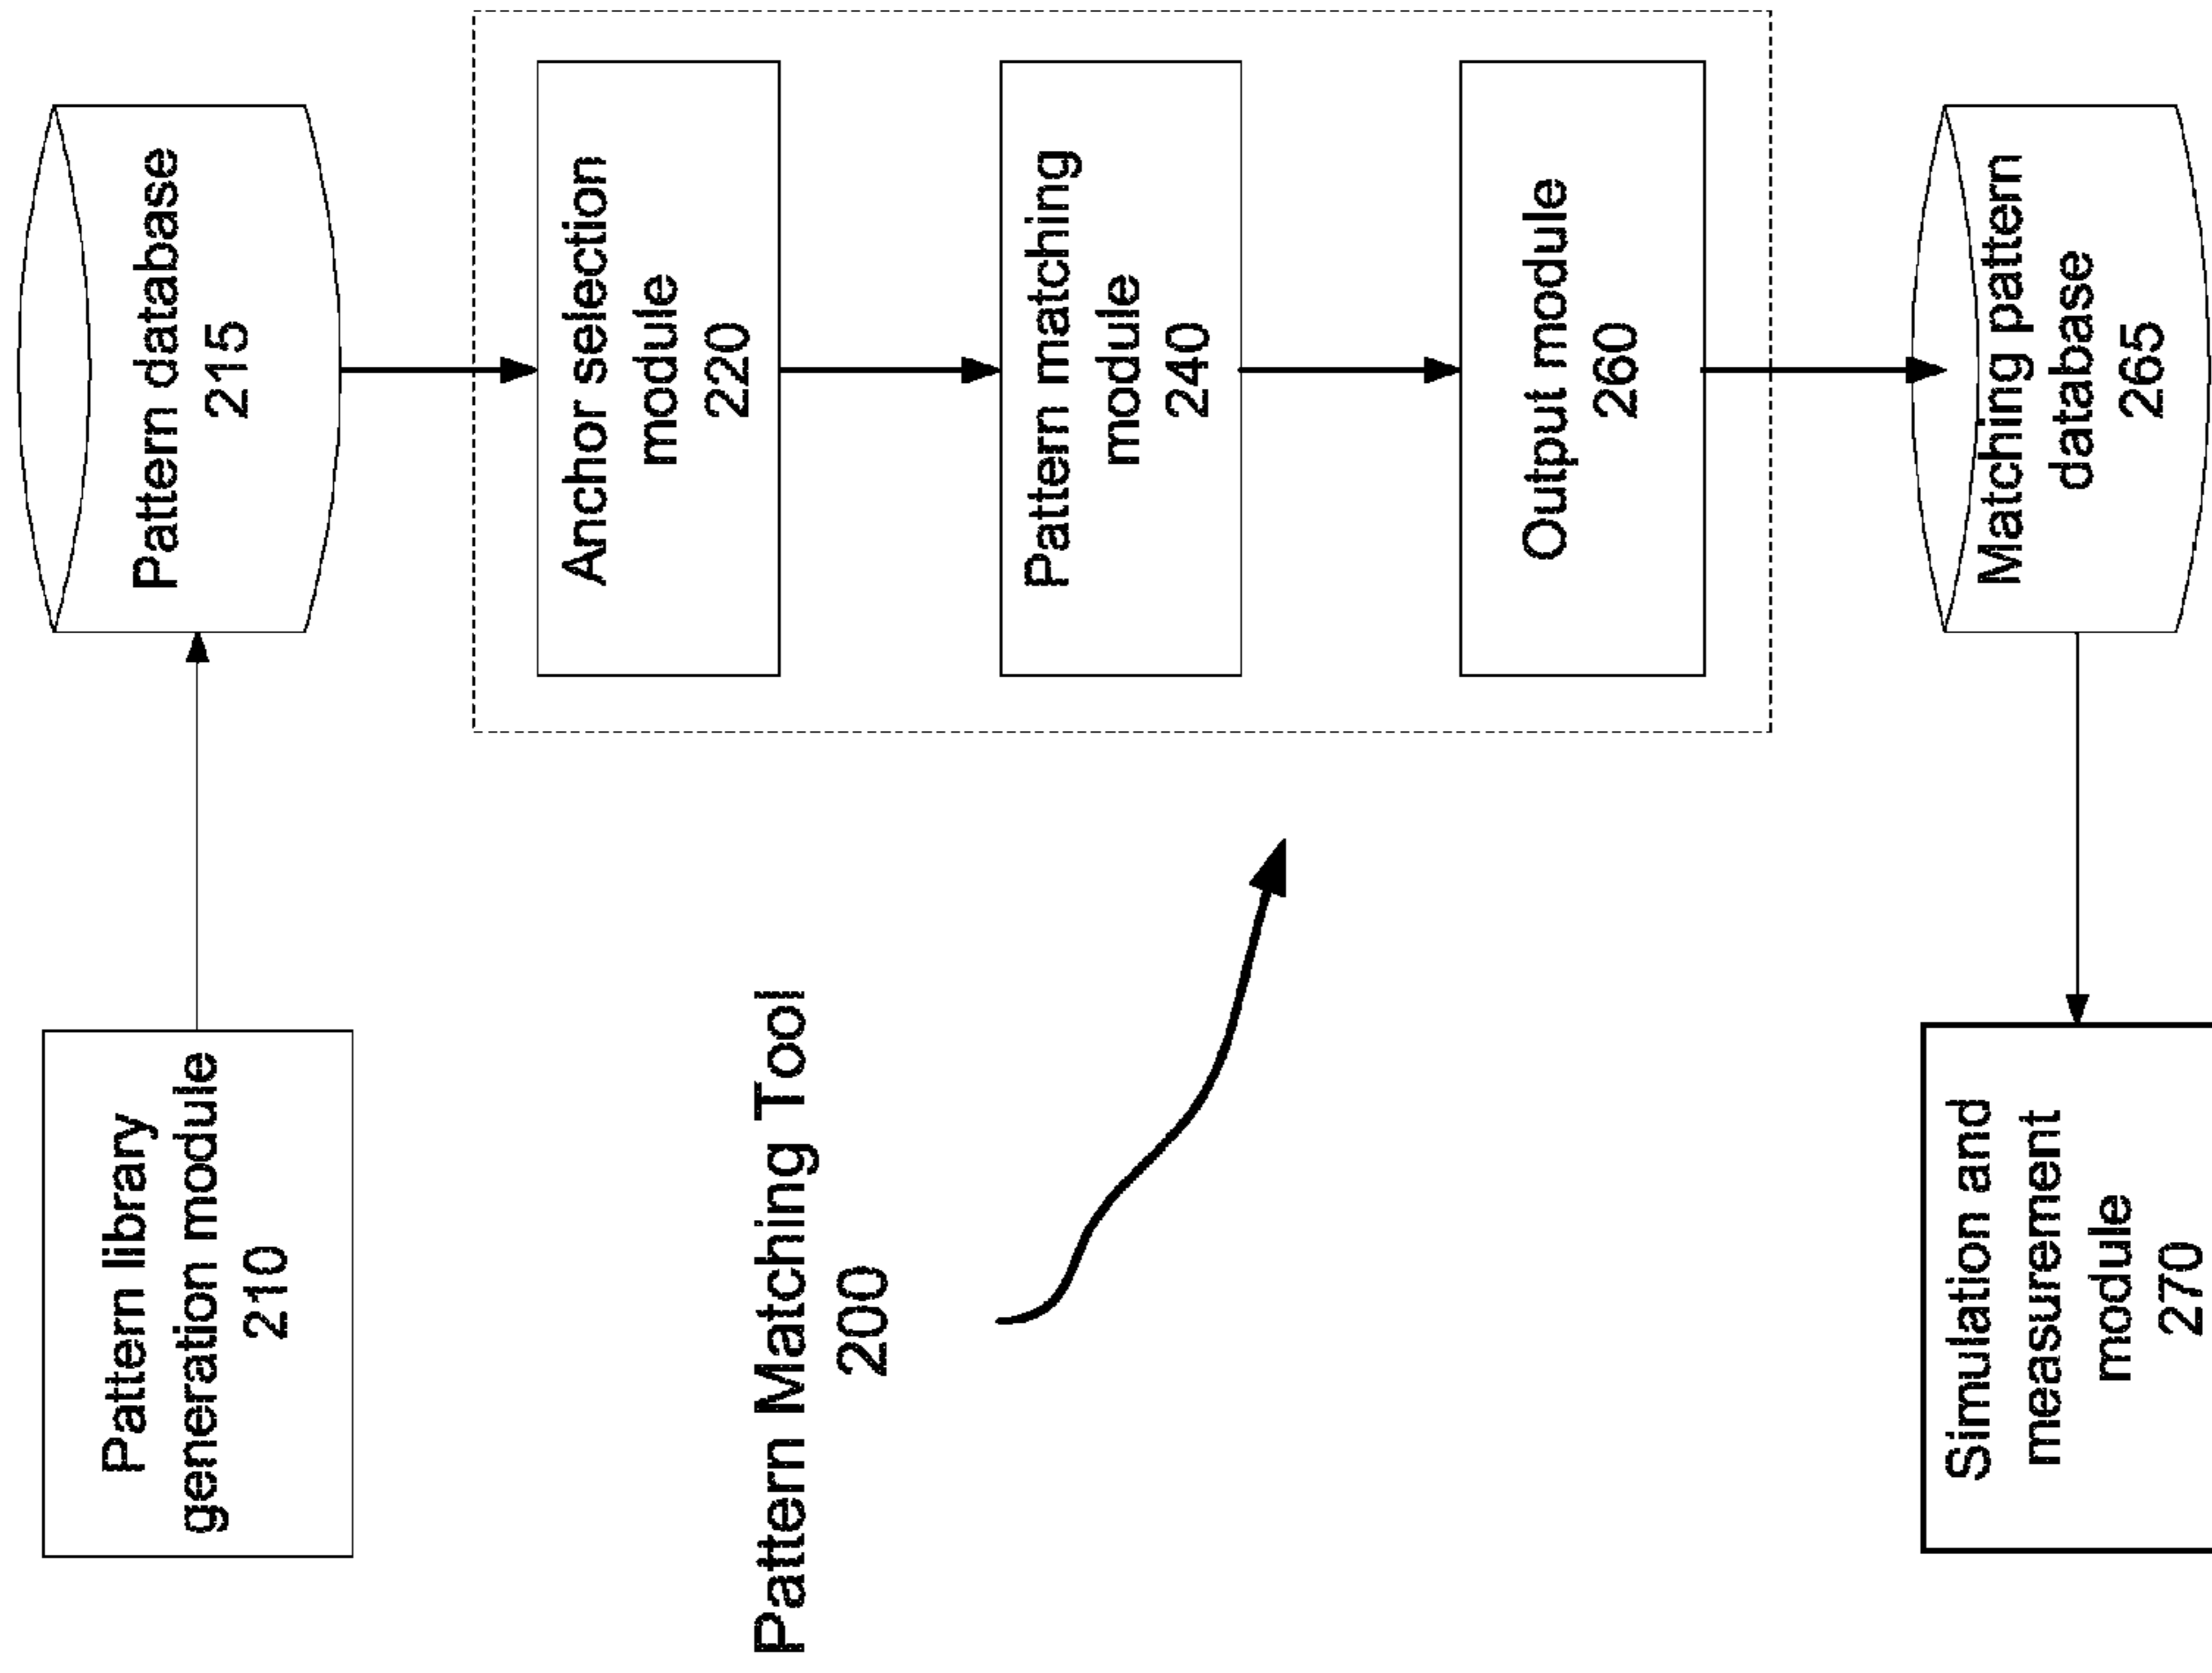 Pattern library
generation module
210
Pattern database
215
Pattern Matching Tool
200
Anchor selection
module
220
Pattern matching
module
240
Output module
260
Matching pattern
database
265
Simulation and
measurement
module
270